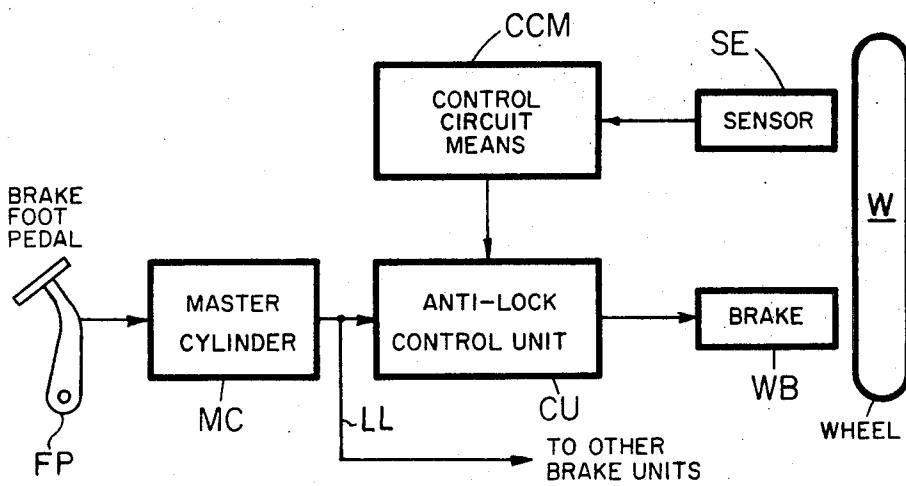 CCM
SE
CONTROL
CIRCUIT
MEANS
SENSOR
BRAKE
FOOT
PEDAL
W
MASTER
CYLINDER
ANTI-LOCK
CONTROL UNIT
BRAKE
MC
LL
CU
WB
WHEEL
FP
TO OTHER
BRAKE UNITS